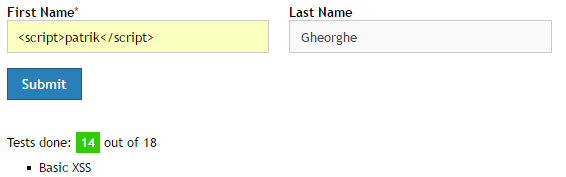 First Name* Last Name
<script>patrik</script> Gheorghe
Submit
Tests done: 14 out of 18
▪ Basic XSS